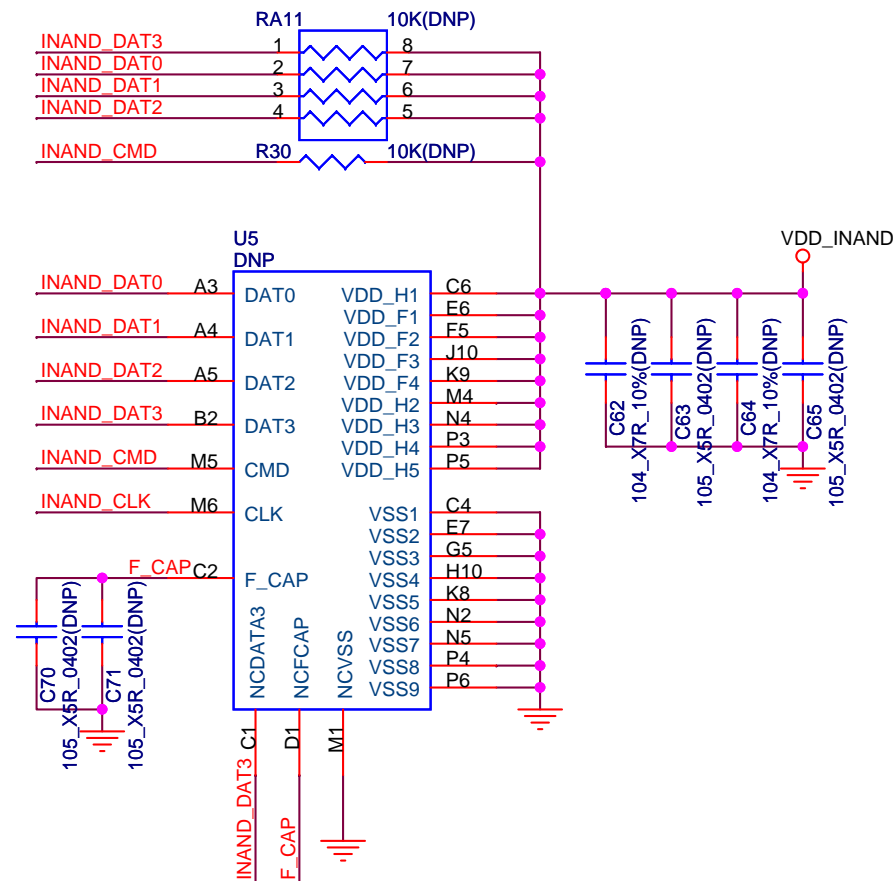 RA11 10K(DNP)
INAND_DAT3 1 8
INAND_DAT0 2 7
INAND_DAT1 3 6
INAND_DAT2 4 5
INAND_CMD R30 10K(DNP)
U5
DNP
VDD_INAND
INAND_DAT0 A3 DAT0 VDD_H1 C6
VDD_F1 E6
INAND_DAT1 A4 DAT1 VDD_F2 F5
VDD_F3 J10
INAND_DAT2 A5 DAT2 VDD_F4 K9
VDD_H2 M4
INAND_DAT3 B2 DAT3 VDD_H3 N4
VDD_H4 P3
INAND_CMD M5 CMD VDD_H5 P5
INAND_CLK M6 CLK VSS1 C4
VSS2 E7
VSS3 G5
F_CAP C2 F_CAP VSS4 H10
VSS5 K8
VSS6 N2
VSS7 N5
VSS8 P4
VSS9 P6
C62
104_X7R_10%(DNP)
C63
105_X5R_0402(DNP)
C64
104_X7R_10%(DNP)
C65
105_X5R_0402(DNP)
C70
105_X5R_0402(DNP)
C71
105_X5R_0402(DNP)
NCDATA3
NCFCAP
NCVSS
C1
D1
M1
INAND_DAT3
F_CAP